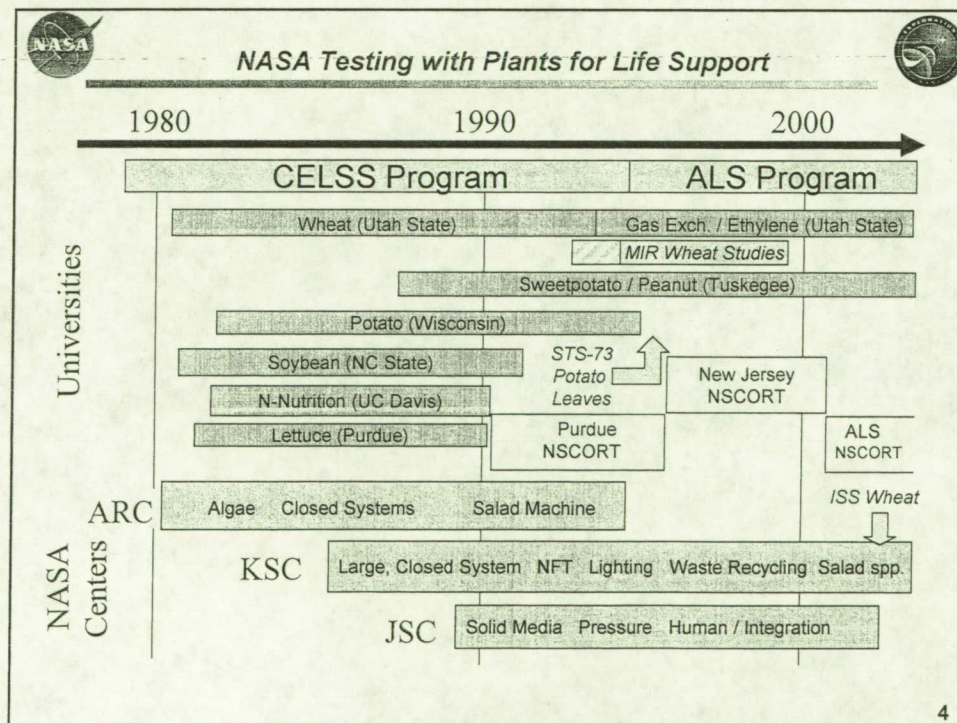 NASA
NASA Testing with Plants for Life Support
1980
1990
2000
CELSS Program
ALS Program
Universities
Wheat (Utah State)
Gas Exch. / Ethylene (Utah State)
MIR Wheat Studies
Sweetpotato / Peanut (Tuskegee)
Potato (Wisconsin)
Soybean (NC State)
STS-73
Potato
Leaves
New Jersey
NSCORT
N-Nutrition (UC Davis)
Lettuce (Purdue)
Purdue
NSCORT
ALS
NSCORT
NASA
Centers
ARC
Algae Closed Systems Salad Machine
ISS Wheat
KSC
Large, Closed System NFT Lighting Waste Recycling Salad spp.
JSC
Solid Media Pressure Human / Integration
4